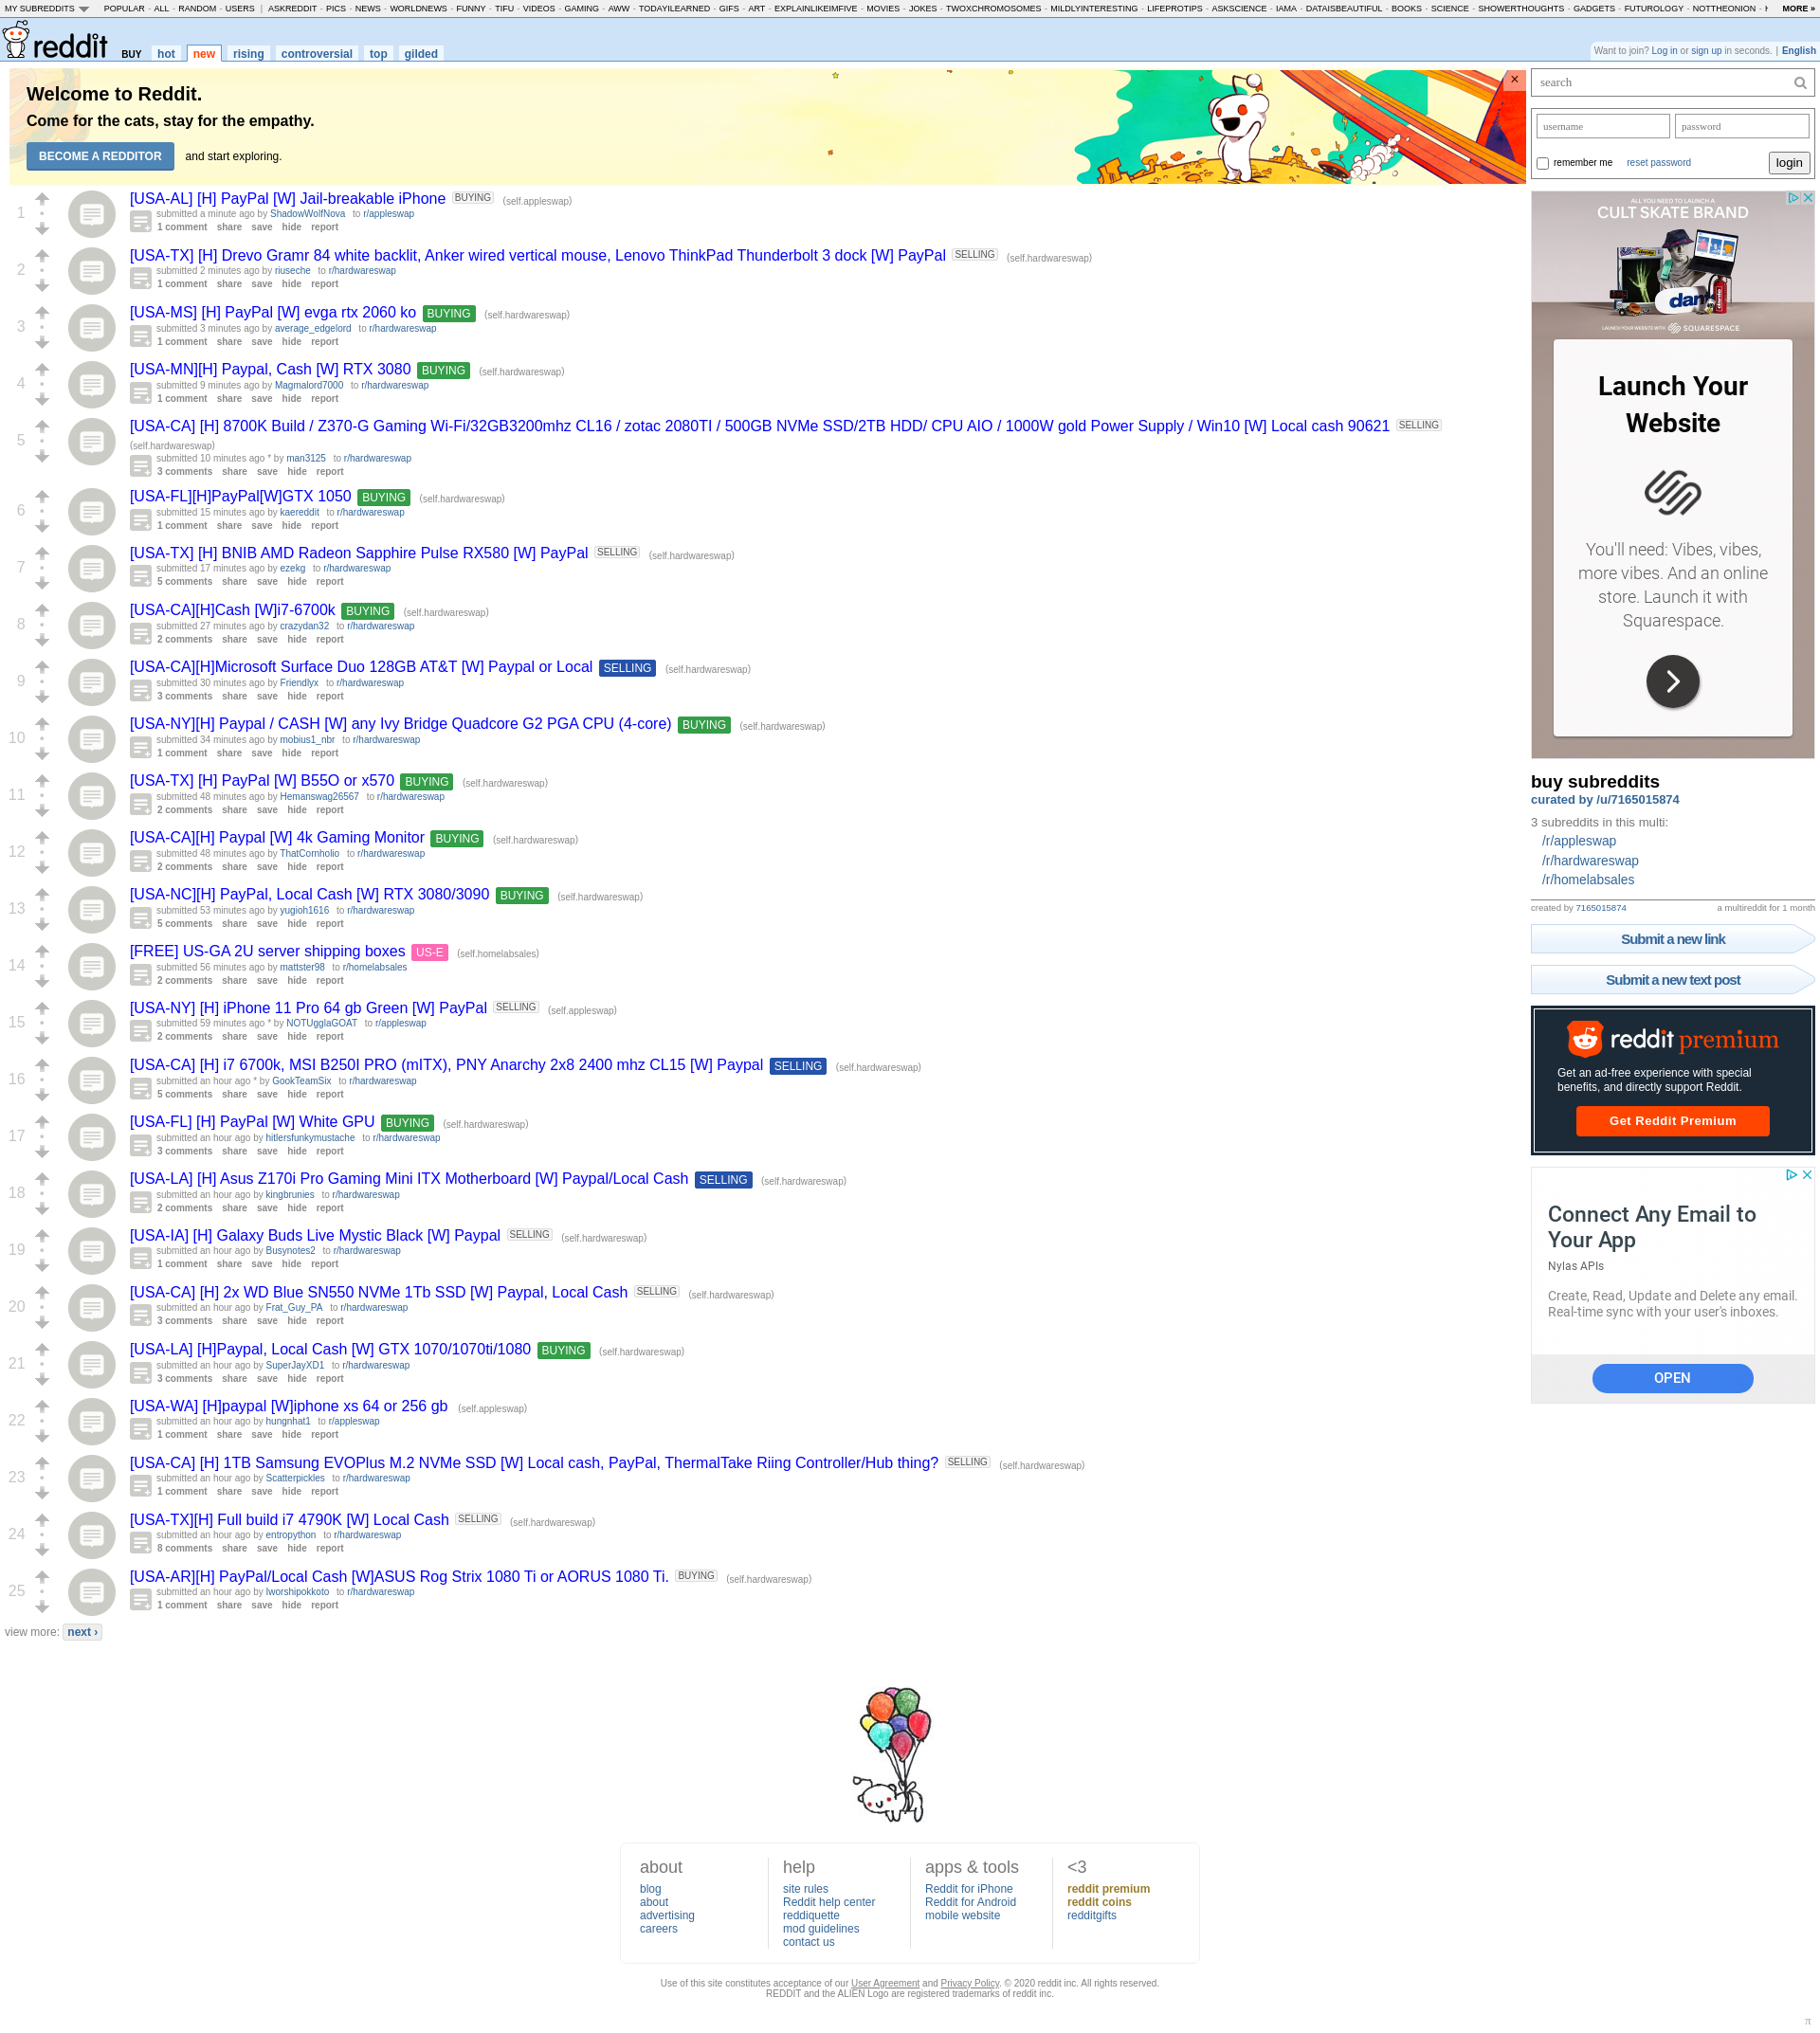 MY SUBREDDITS POPULAR - ALL - RANDOM - USERS | ASKREDDIT - PICS - NEWS - WORLDNEWS - FUNNY - TIFU - VIDEOS - GAMING - AWW - TODAYILEARNED - GIFS - ART - EXPLAINLIKEIMFIVE - MOVIES - JOKES - TWOXCHROMOSOMES - MILDLYINTERESTING - LIFEPROTIPS - ASKSCIENCE - IAMA - DATAISBEAUTIFUL - BOOKS - SCIENCE - SHOWERTHOUGHTS - GADGETS - FUTUROLOGY - NOTTHEONION - MORE »
reddit BUY hot new rising controversial top gilded
Want to join? Log in or sign up in seconds. | English
Welcome to Reddit.
Come for the cats, stay for the empathy.
BECOME A REDDITOR and start exploring.
×
1
[USA-AL] [H] PayPal [W] Jail-breakable iPhone BUYING (self.appleswap)
submitted a minute ago by ShadowWolfNova to r/appleswap
1 comment share save hide report
2
[USA-TX] [H] Drevo Gramr 84 white backlit, Anker wired vertical mouse, Lenovo ThinkPad Thunderbolt 3 dock [W] PayPal SELLING (self.hardwareswap)
submitted 2 minutes ago by riuseche to r/hardwareswap
1 comment share save hide report
3
[USA-MS] [H] PayPal [W] evga rtx 2060 ko BUYING (self.hardwareswap)
submitted 3 minutes ago by average_edgelord to r/hardwareswap
1 comment share save hide report
4
[USA-MN][H] Paypal, Cash [W] RTX 3080 BUYING (self.hardwareswap)
submitted 9 minutes ago by Magmalord7000 to r/hardwareswap
1 comment share save hide report
5
[USA-CA] [H] 8700K Build / Z370-G Gaming Wi-Fi/32GB3200mhz CL16 / zotac 2080TI / 500GB NVMe SSD/2TB HDD/ CPU AIO / 1000W gold Power Supply / Win10 [W] Local cash 90621 SELLING
(self.hardwareswap)
submitted 10 minutes ago * by man3125 to r/hardwareswap
3 comments share save hide report
6
[USA-FL][H]PayPal[W]GTX 1050 BUYING (self.hardwareswap)
submitted 15 minutes ago by kaereddit to r/hardwareswap
1 comment share save hide report
7
[USA-TX] [H] BNIB AMD Radeon Sapphire Pulse RX580 [W] PayPal SELLING (self.hardwareswap)
submitted 17 minutes ago by ezekg to r/hardwareswap
5 comments share save hide report
8
[USA-CA][H]Cash [W]i7-6700k BUYING (self.hardwareswap)
submitted 27 minutes ago by crazydan32 to r/hardwareswap
2 comments share save hide report
9
[USA-CA][H]Microsoft Surface Duo 128GB AT&T [W] Paypal or Local SELLING (self.hardwareswap)
submitted 30 minutes ago by Friendlyx to r/hardwareswap
3 comments share save hide report
10
[USA-NY][H] Paypal / CASH [W] any Ivy Bridge Quadcore G2 PGA CPU (4-core) BUYING (self.hardwareswap)
submitted 34 minutes ago by mobius1_nbr to r/hardwareswap
1 comment share save hide report
11
[USA-TX] [H] PayPal [W] B55O or x570 BUYING (self.hardwareswap)
submitted 48 minutes ago by Hemanswag26567 to r/hardwareswap
2 comments share save hide report
12
[USA-CA][H] Paypal [W] 4k Gaming Monitor BUYING (self.hardwareswap)
submitted 48 minutes ago by ThatCornholio to r/hardwareswap
2 comments share save hide report
13
[USA-NC][H] PayPal, Local Cash [W] RTX 3080/3090 BUYING (self.hardwareswap)
submitted 53 minutes ago by yugioh1616 to r/hardwareswap
5 comments share save hide report
14
[FREE] US-GA 2U server shipping boxes US-E (self.homelabsales)
submitted 56 minutes ago by mattster98 to r/homelabsales
2 comments share save hide report
15
[USA-NY] [H] iPhone 11 Pro 64 gb Green [W] PayPal SELLING (self.appleswap)
submitted 59 minutes ago * by NOTUgglaGOAT to r/appleswap
2 comments share save hide report
16
[USA-CA] [H] i7 6700k, MSI B250I PRO (mITX), PNY Anarchy 2x8 2400 mhz CL15 [W] Paypal SELLING (self.hardwareswap)
submitted an hour ago * by GookTeamSix to r/hardwareswap
5 comments share save hide report
17
[USA-FL] [H] PayPal [W] White GPU BUYING (self.hardwareswap)
submitted an hour ago by hitlersfunkymustache to r/hardwareswap
3 comments share save hide report
18
[USA-LA] [H] Asus Z170i Pro Gaming Mini ITX Motherboard [W] Paypal/Local Cash SELLING (self.hardwareswap)
submitted an hour ago by kingbrunies to r/hardwareswap
2 comments share save hide report
19
[USA-IA] [H] Galaxy Buds Live Mystic Black [W] Paypal SELLING (self.hardwareswap)
submitted an hour ago by Busynotes2 to r/hardwareswap
1 comment share save hide report
20
[USA-CA] [H] 2x WD Blue SN550 NVMe 1Tb SSD [W] Paypal, Local Cash SELLING (self.hardwareswap)
submitted an hour ago by Frat_Guy_PA to r/hardwareswap
3 comments share save hide report
21
[USA-LA] [H]Paypal, Local Cash [W] GTX 1070/1070ti/1080 BUYING (self.hardwareswap)
submitted an hour ago by SuperJayXD1 to r/hardwareswap
3 comments share save hide report
22
[USA-WA] [H]paypal [W]iphone xs 64 or 256 gb (self.appleswap)
submitted an hour ago by hungnhat1 to r/appleswap
1 comment share save hide report
23
[USA-CA] [H] 1TB Samsung EVOPlus M.2 NVMe SSD [W] Local cash, PayPal, ThermalTake Riing Controller/Hub thing? SELLING (self.hardwareswap)
submitted an hour ago by Scatterpickles to r/hardwareswap
1 comment share save hide report
24
[USA-TX][H] Full build i7 4790K [W] Local Cash SELLING (self.hardwareswap)
submitted an hour ago by entropython to r/hardwareswap
8 comments share save hide report
25
[USA-AR][H] PayPal/Local Cash [W]ASUS Rog Strix 1080 Ti or AORUS 1080 Ti. BUYING (self.hardwareswap)
submitted an hour ago by Iworshipokkoto to r/hardwareswap
1 comment share save hide report
view more: next ›
search
username password
remember me reset password login
ALL YOU NEED TO LAUNCH A
CULT SKATE BRAND
dan
LAUNCH YOUR WEBSITE WITH SQUARESPACE
Launch Your
Website
You'll need: Vibes, vibes,
more vibes. And an online
store. Launch it with
Squarespace.
buy subreddits
curated by /u/7165015874
3 subreddits in this multi:
/r/appleswap
/r/hardwareswap
/r/homelabsales
created by 7165015874 a multireddit for 1 month
Submit a new link
Submit a new text post
reddit premium
Get an ad-free experience with special
benefits, and directly support Reddit.
Get Reddit Premium
Connect Any Email to
Your App
Nylas APIs
Create, Read, Update and Delete any email.
Real-time sync with your user's inboxes.
OPEN
about
blog
about
advertising
careers
help
site rules
Reddit help center
reddiquette
mod guidelines
contact us
apps & tools
Reddit for iPhone
Reddit for Android
mobile website
<3
reddit premium
reddit coins
redditgifts
Use of this site constitutes acceptance of our User Agreement and Privacy Policy. © 2020 reddit inc. All rights reserved.
REDDIT and the ALIEN Logo are registered trademarks of reddit inc.
π